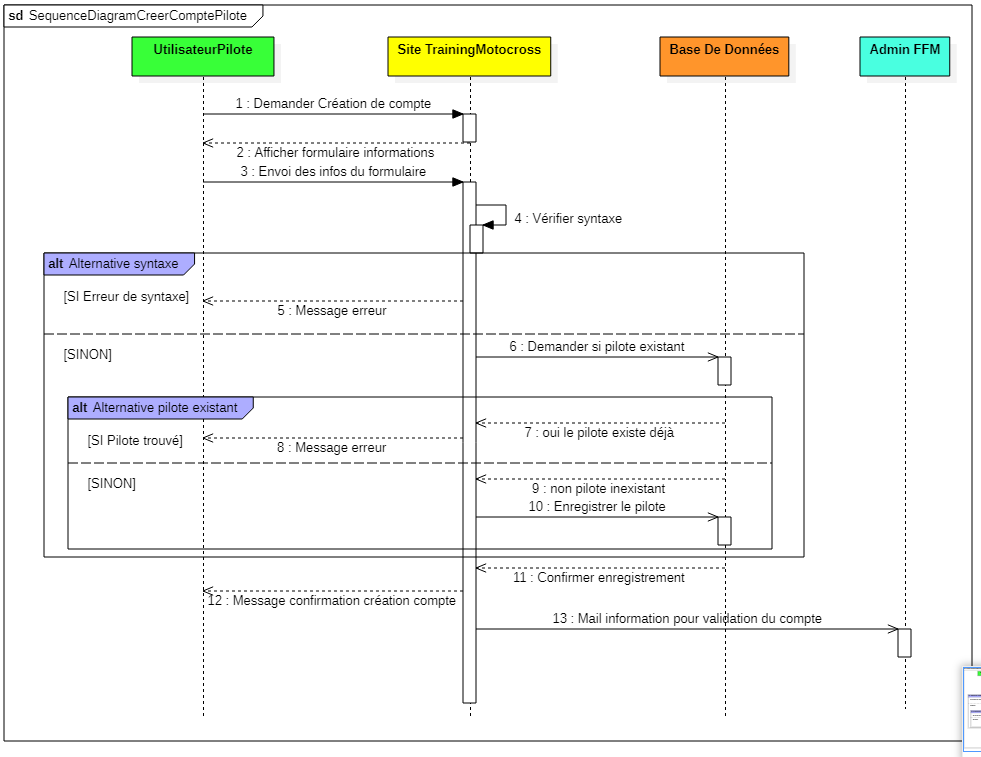 sd SequenceDiagramCreerComptePilote
UtilisateurPilote
Site TrainingMotocross
Base De Données
Admin FFM
1 : Demander Création de compte
2 : Afficher formulaire informations
3 : Envoi des infos du formulaire
4 : Vérifier syntaxe
alt Alternative syntaxe
[SI Erreur de syntaxe]
5 : Message erreur
[SINON]
6 : Demander si pilote existant
alt Alternative pilote existant
7 : oui le pilote existe déjà
[SI Pilote trouvé]
8 : Message erreur
[SINON]
9 : non pilote inexistant
10 : Enregistrer le pilote
11 : Confirmer enregistrement
12 : Message confirmation création compte
13 : Mail information pour validation du compte